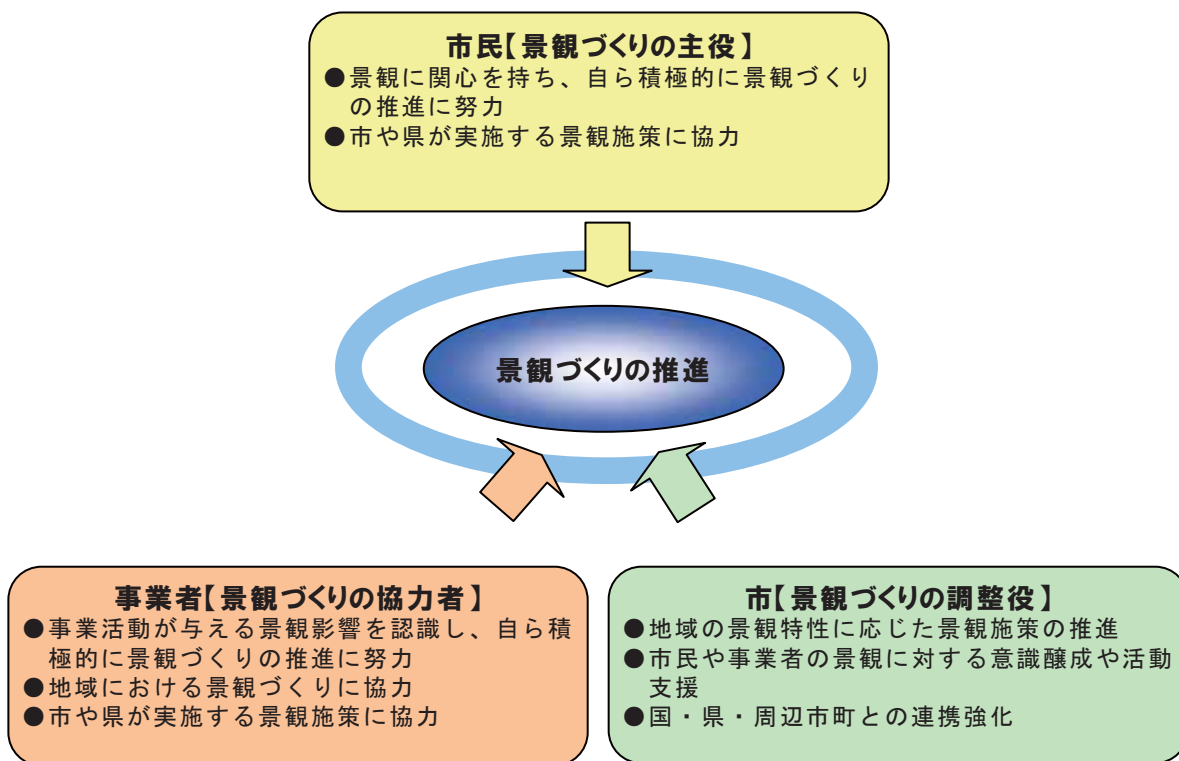 市民【景観づくりの主役】
●景観に関心を持ち、自ら積極的に景観づくり
の推進に努力
●市や県が実施する景観施策に協力
景観づくりの推進
事業者【景観づくりの協力者】
●事業活動が与える景観影響を認識し、自ら積
極的に景観づくりの推進に努力
●地域における景観づくりに協力
●市や県が実施する景観施策に協力
市【景観づくりの調整役】
●地域の景観特性に応じた景観施策の推進
●市民や事業者の景観に対する意識醸成や活動
支援
●国・県・周辺市町との連携強化